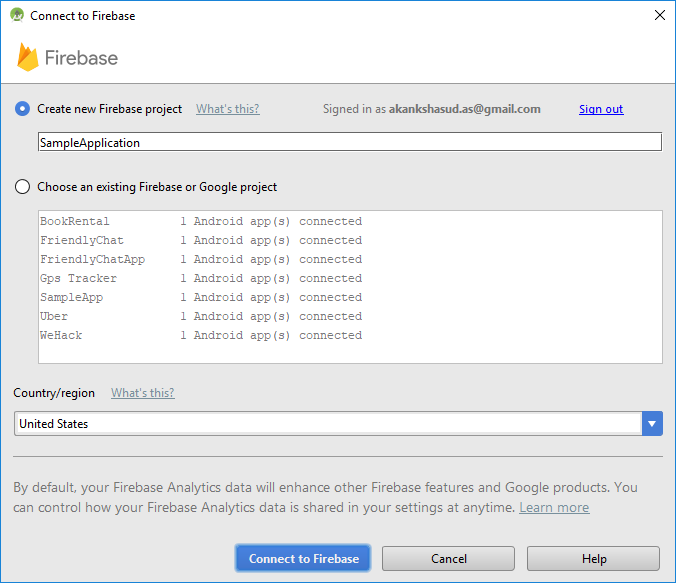 Connect to Firebase
Firebase
Create new Firebase project What's this? Signed in as akankshasud.as@gmail.com Sign out
SampleApplication
Choose an existing Firebase or Google project
BookRental 1 Android app(s) connected
FriendlyChat 1 Android app(s) connected
FriendlyChatApp 1 Android app(s) connected
Gps Tracker 1 Android app(s) connected
SampleApp 1 Android app(s) connected
Uber 1 Android app(s) connected
WeHack 1 Android app(s) connected
Country/region What's this?
United States
By default, your Firebase Analytics data will enhance other Firebase features and Google products. You
can control how your Firebase Analytics data is shared in your settings at anytime. Learn more
Connect to Firebase Cancel Help